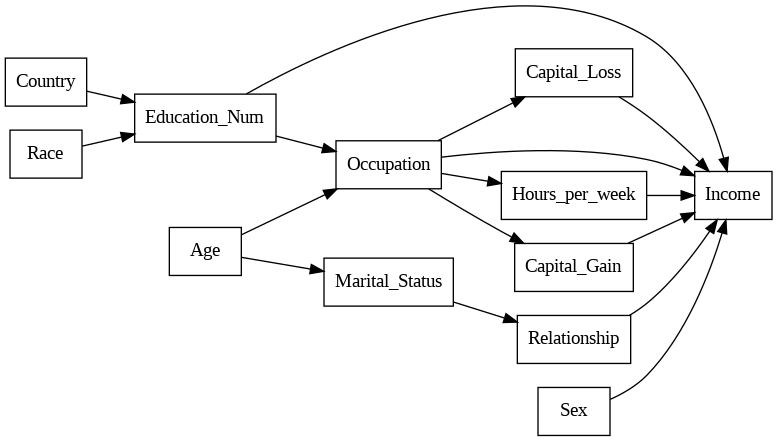 Country
Race
Education_Num
Age
Occupation
Marital_Status
Capital_Loss
Hours_per_week
Capital_Gain
Relationship
Sex
Income